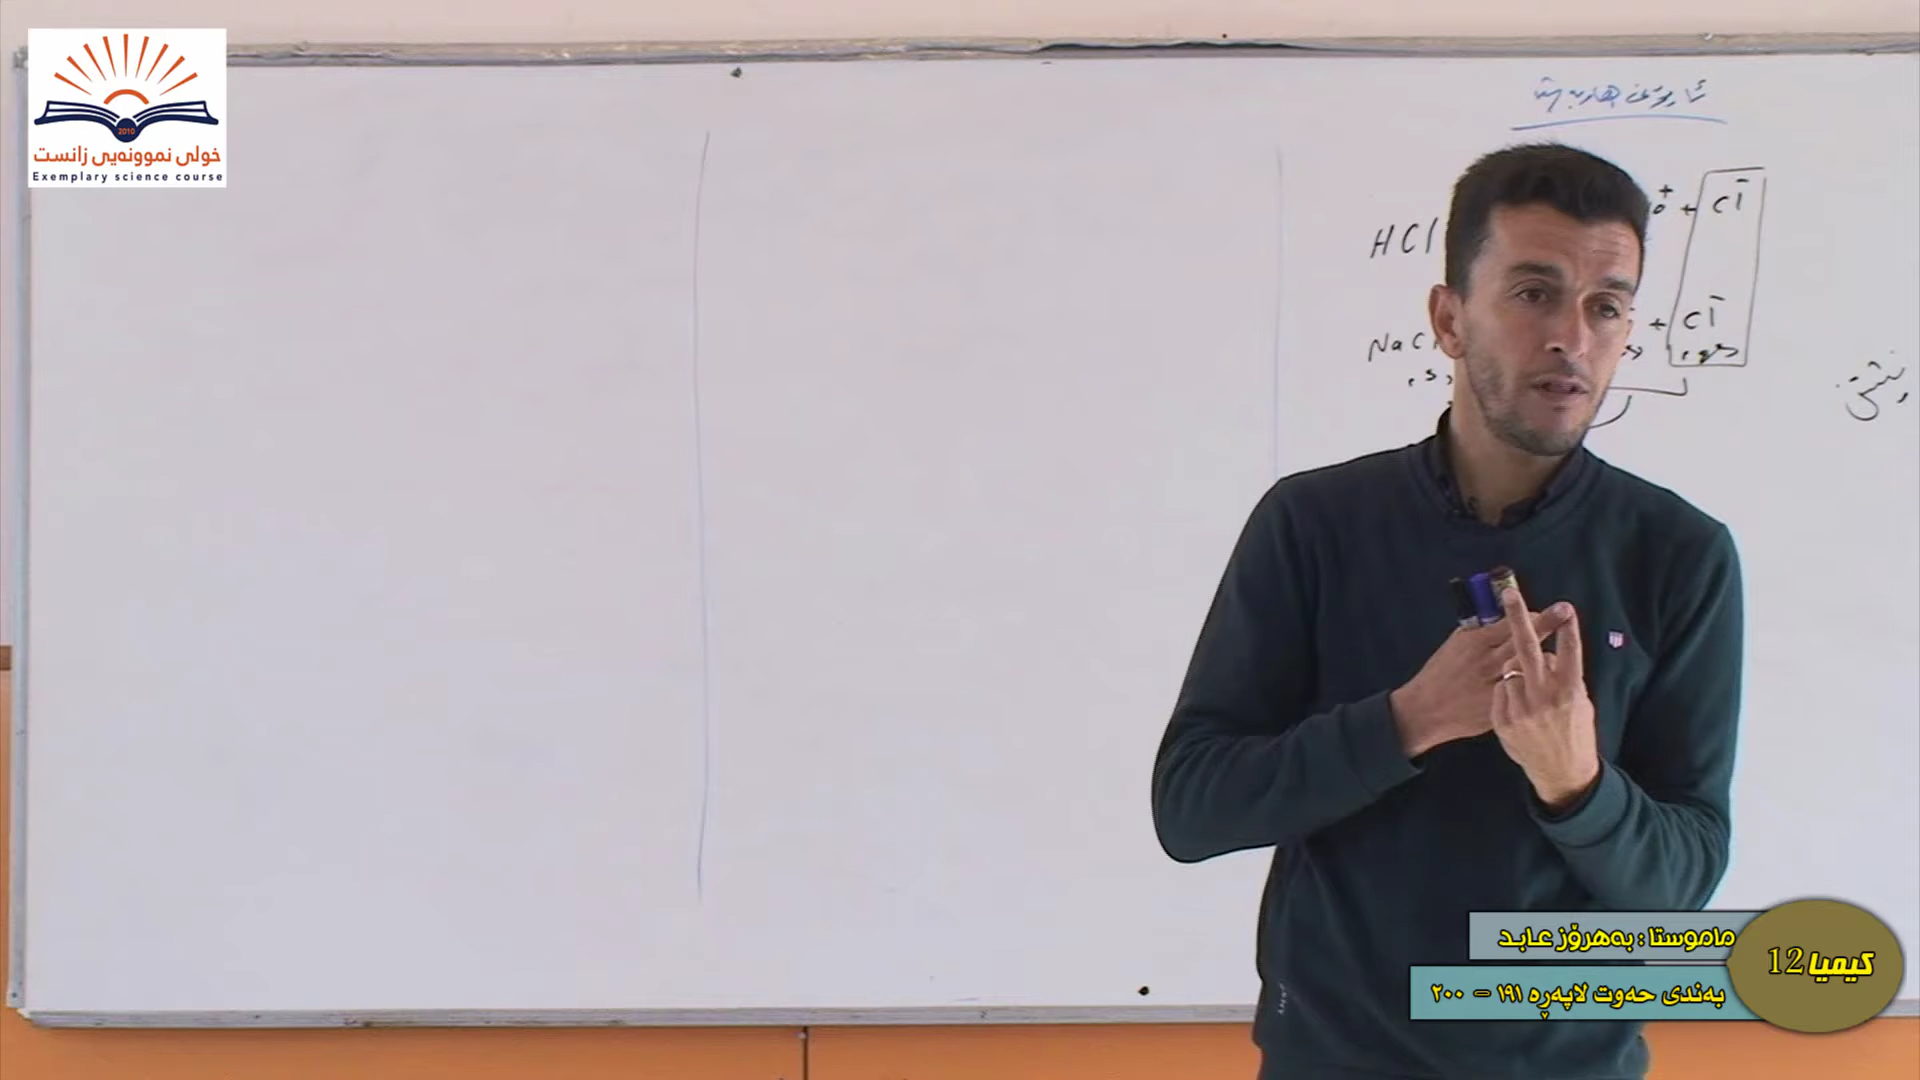 2010
خولی نموونەیی زانست
Exemplary science course
HCl + Cl⁻
NaCl + Cl⁻
(s)
مامۆستا : بەهرۆز عابد
کیمیا 12
بەندی حەوت لاپەڕە ١٩١ – ٢٠٠